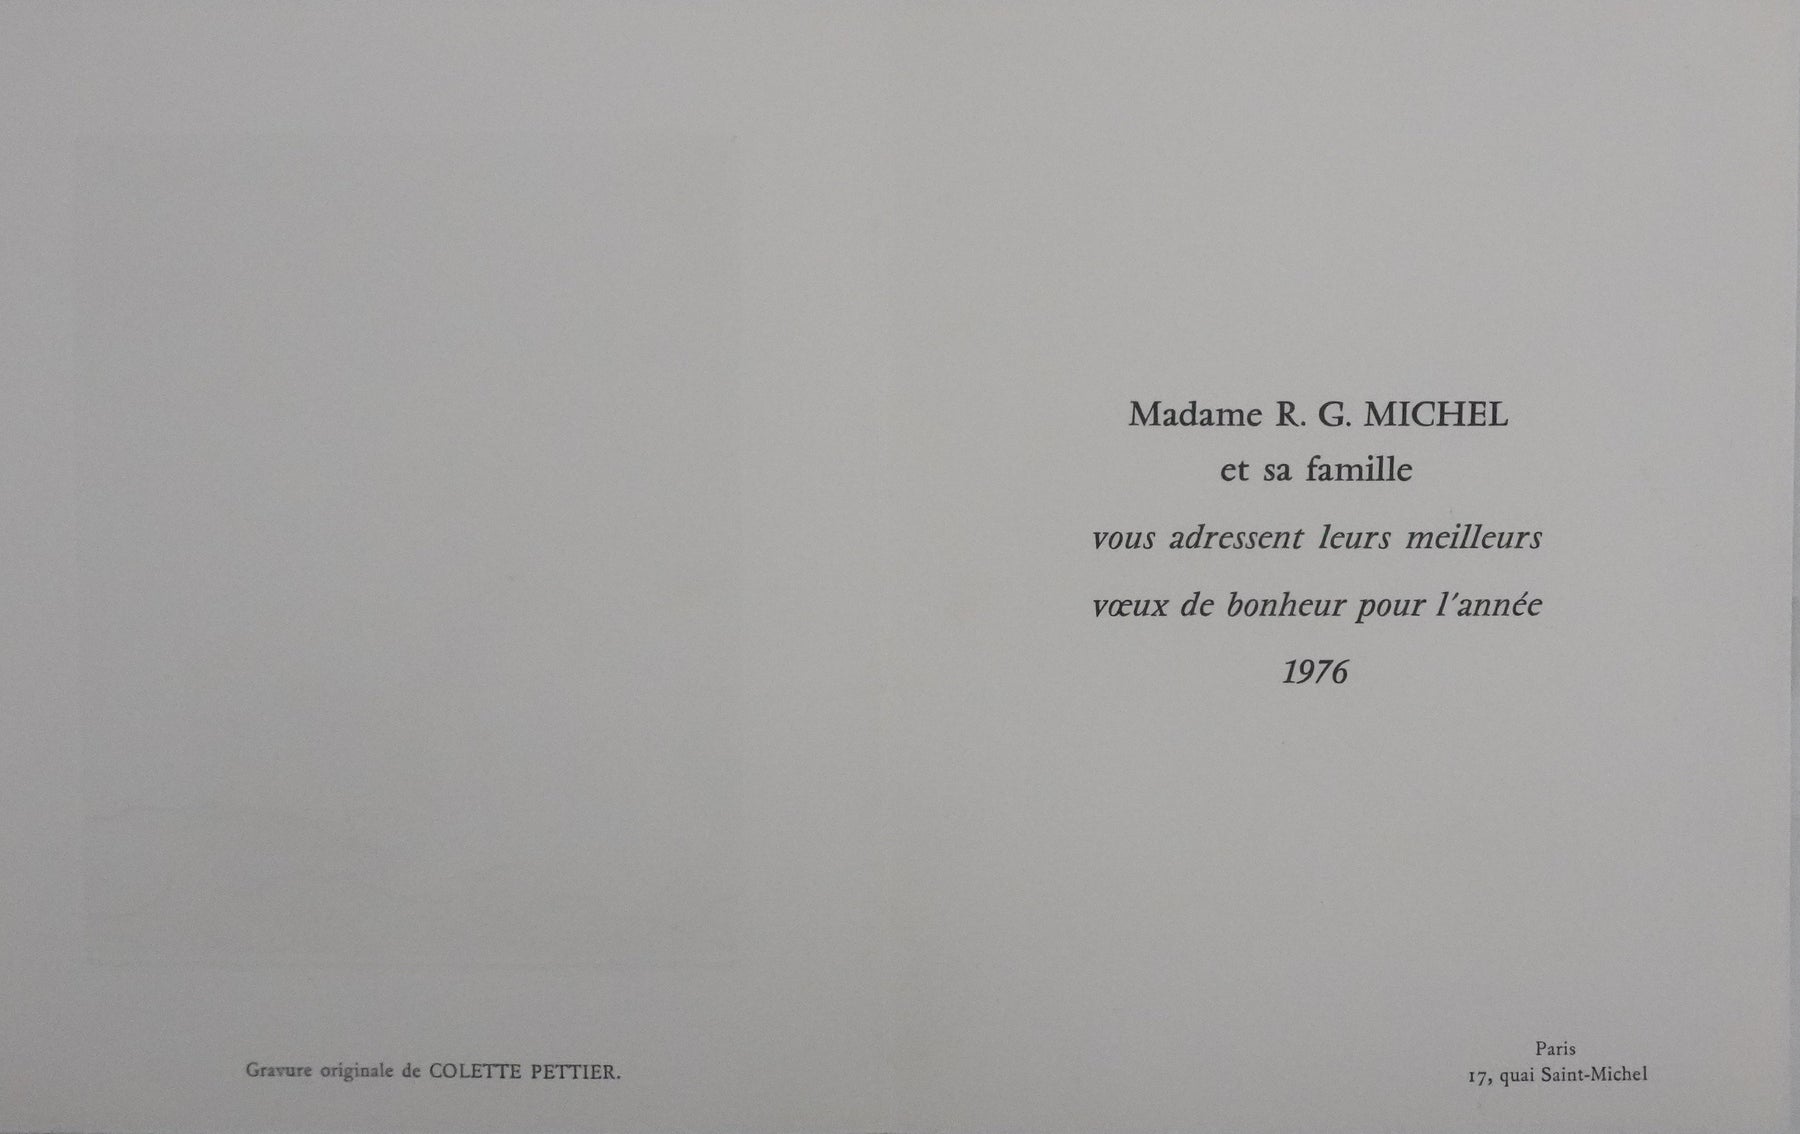 Gravure originale de COLETTE PETTIER.
Madame R. G. MICHEL
et sa famille
vous adressent leurs meilleurs
vœux de bonheur pour l'année
1976
Paris
17, quai Saint-Michel